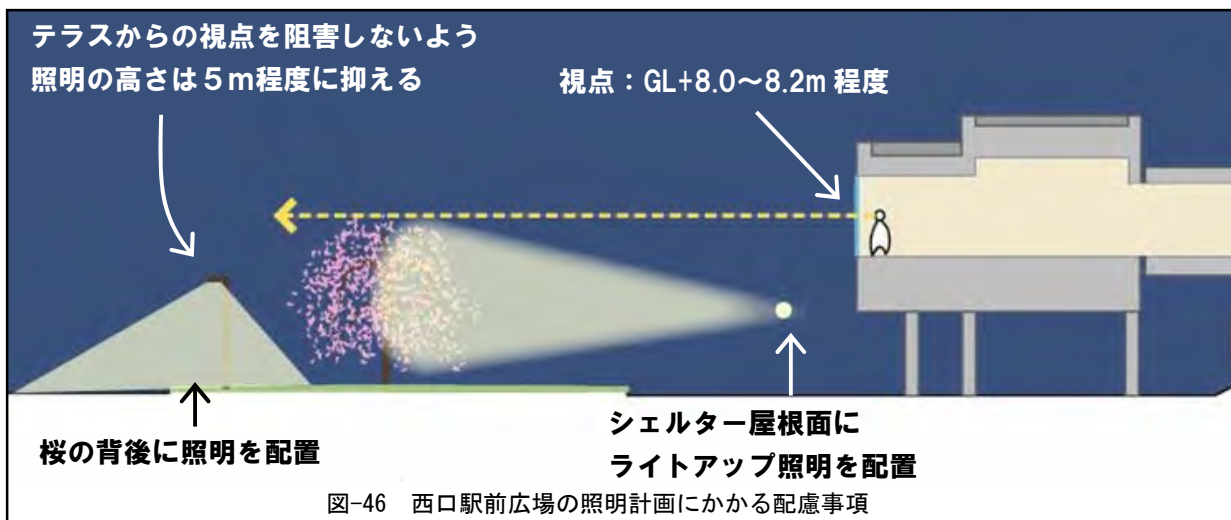 テラスからの視点を阻害しないよう
照明の高さは５m程度に抑える
視点：GL+8.0～8.2m 程度
桜の背後に照明を配置
シェルター屋根面に
ライトアップ照明を配置
図-46　西口駅前広場の照明計画にかかる配慮事項